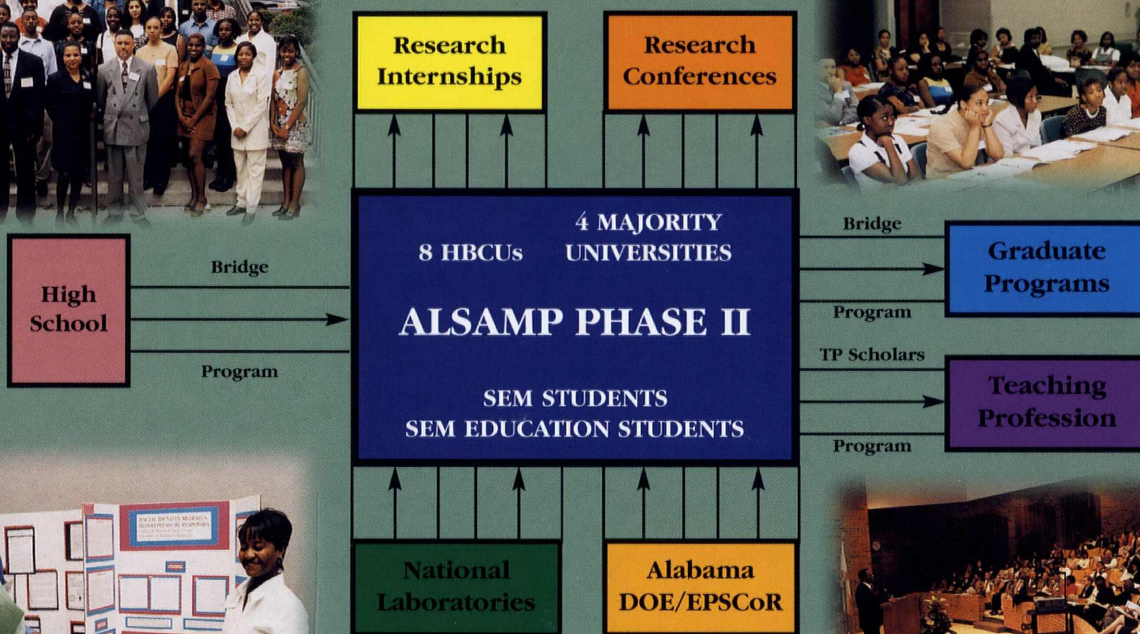 Research
Internships
Research
Conferences
4 MAJORITY
8 HBCUs
UNIVERSITIES
ALSAMP PHASE II
SEM STUDENTS
SEM EDUCATION STUDENTS
High
School
Bridge
Program
Bridge
Program
Graduate
Programs
TP Scholars
Program
Teaching
Profession
National
Laboratories
Alabama
DOE/EPSCoR